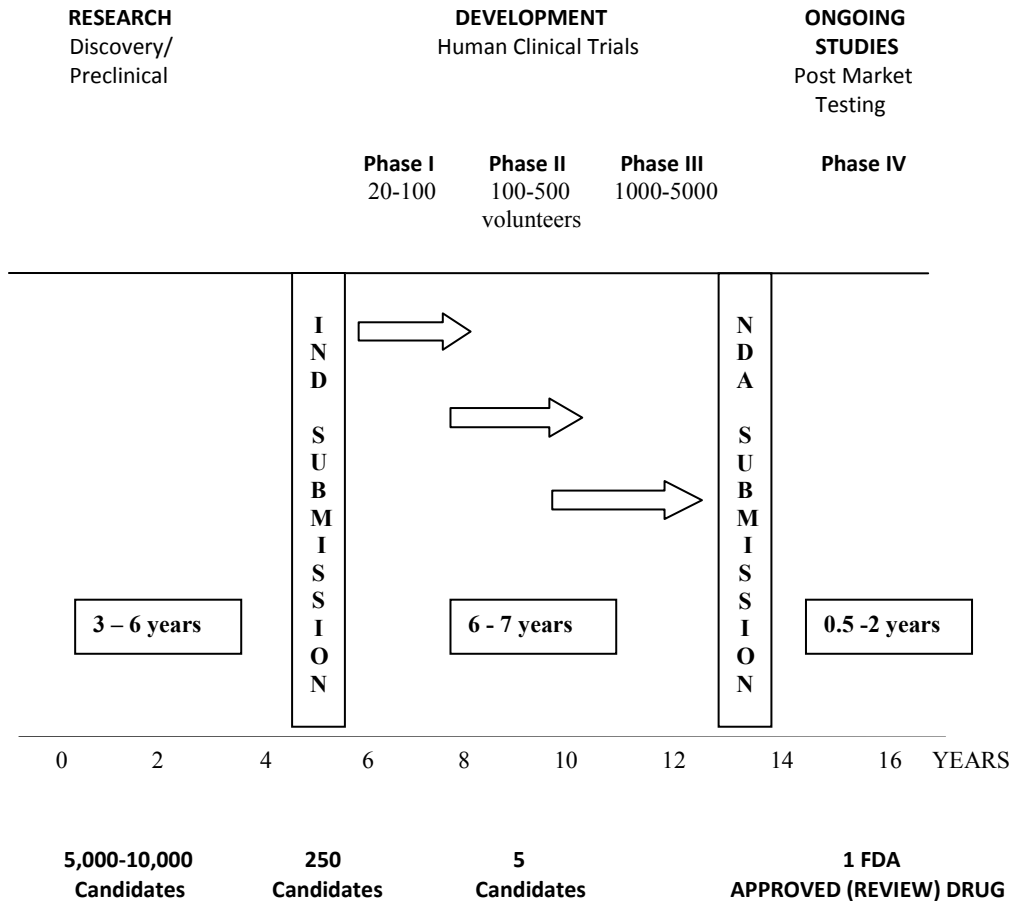 RESEARCH
Discovery/
Preclinical
DEVELOPMENT
Human Clinical Trials
ONGOING
STUDIES
Post Market
Testing
Phase I
20-100
Phase II
100-500
volunteers
Phase III
1000-5000
Phase IV
IND SUBMISSION
NDA SUBMISSION
3 – 6 years
6 - 7 years
0.5 -2 years
0 2 4 6 8 10 12 14 16 YEARS
5,000-10,000
Candidates
250
Candidates
5
Candidates
1 FDA
APPROVED (REVIEW) DRUG